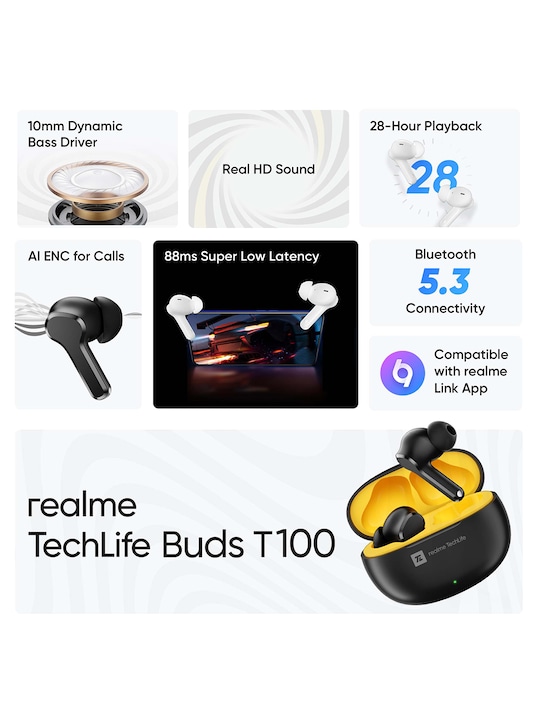 10mm Dynamic
Bass Driver
Real HD Sound
28-Hour Playback
28
AI ENC for Calls
88ms Super Low Latency
Bluetooth
5.3
Connectivity
Compatible
with realme
Link App
realme
TechLife Buds T100
realme TechLife